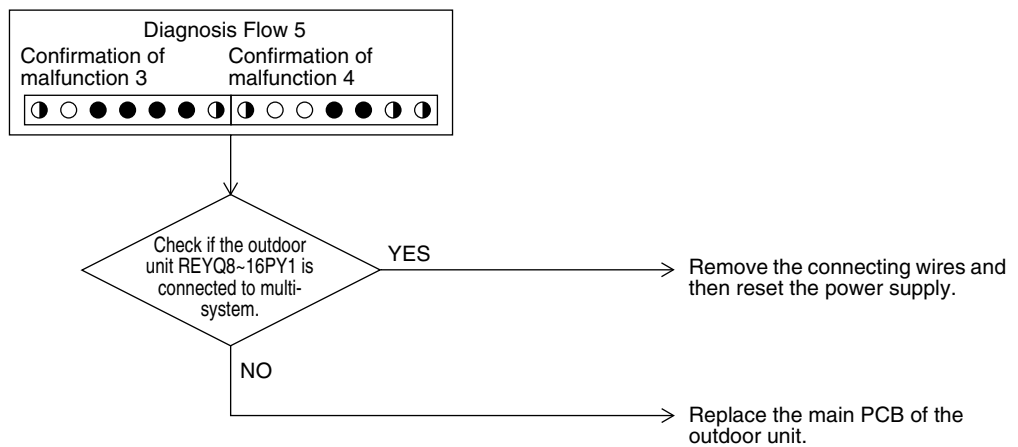 Diagnosis Flow 5
Confirmation of
malfunction 3
Confirmation of
malfunction 4
Check if the outdoor
unit REYQ8~16PY1 is
connected to multi-
system.
YES
Remove the connecting wires and
then reset the power supply.
NO
Replace the main PCB of the
outdoor unit.